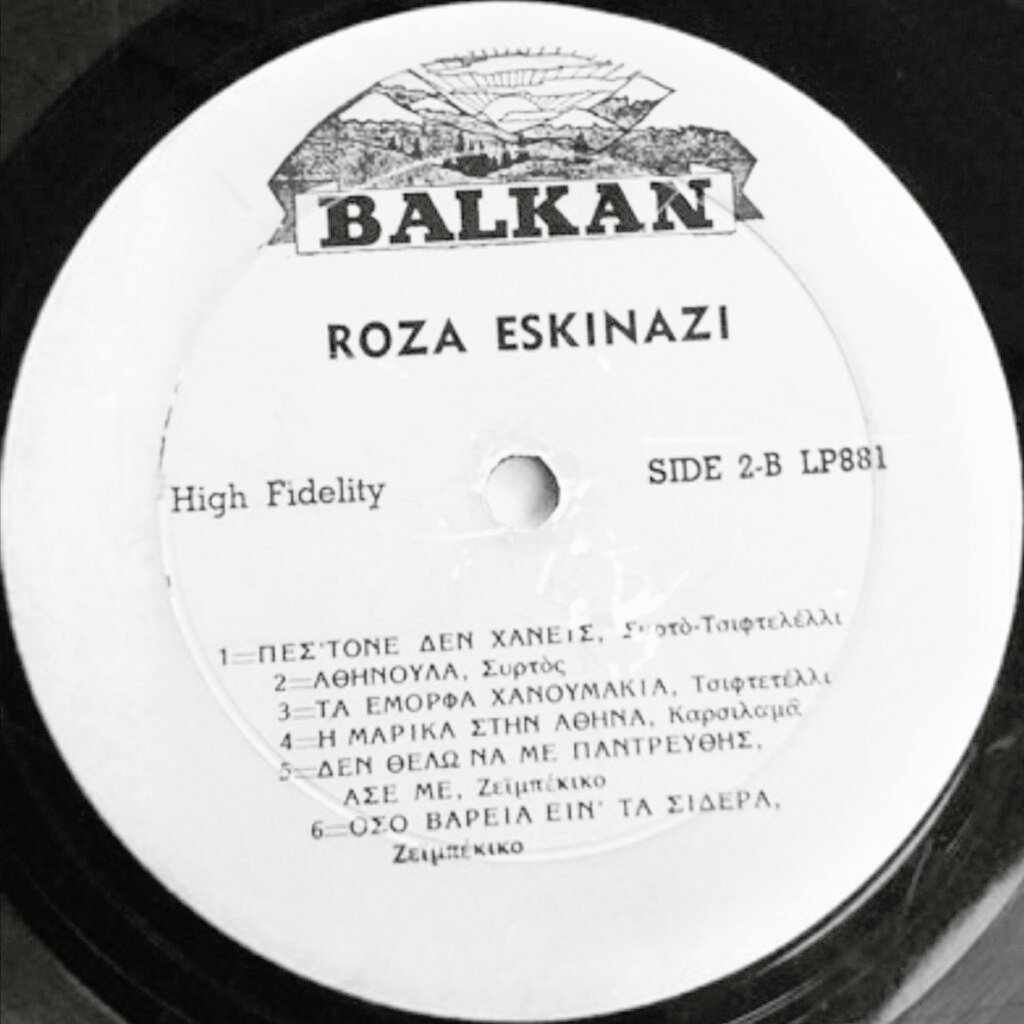 BALKAN
ROZA ESKINAZI
High Fidelity
SIDE 2-B LP881
1—ΠΕΣ'ΤΟΝΕ ΔΕΝ ΧΑΝΕΙΣ, Συρτὸ-Τσιφτελέλλι
2—ΑΘΗΝΟΥΛΑ, Συρτὸς
3—ΤΑ ΕΜΟΡΦΑ ΧΑΝΟΥΜΑΚΙΑ, Τσιφτετέλλι
4—Η ΜΑΡΙΚΑ ΣΤΗΝ ΑΘΗΝΑ, Καρσιλαμᾶ
5—ΔΕΝ ΘΕΛΩ ΝΑ ΜΕ ΠΑΝΤΡΕΥΘΗΣ,
ΑΣΕ ΜΕ, Ζεϊμπέκικο
6—ΟΣΟ ΒΑΡΕΙΑ ΕΙΝ' ΤΑ ΣΙΔΕΡΑ,
Ζεϊμπέκικο